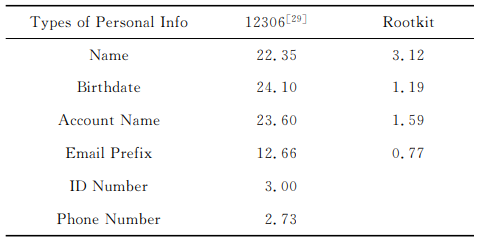 Types of Personal Info 12306[29] Rootkit
Name 22.35 3.12
Birthdate 24.10 1.19
Account Name 23.60 1.59
Email Prefix 12.66 0.77
ID Number 3.00
Phone Number 2.73